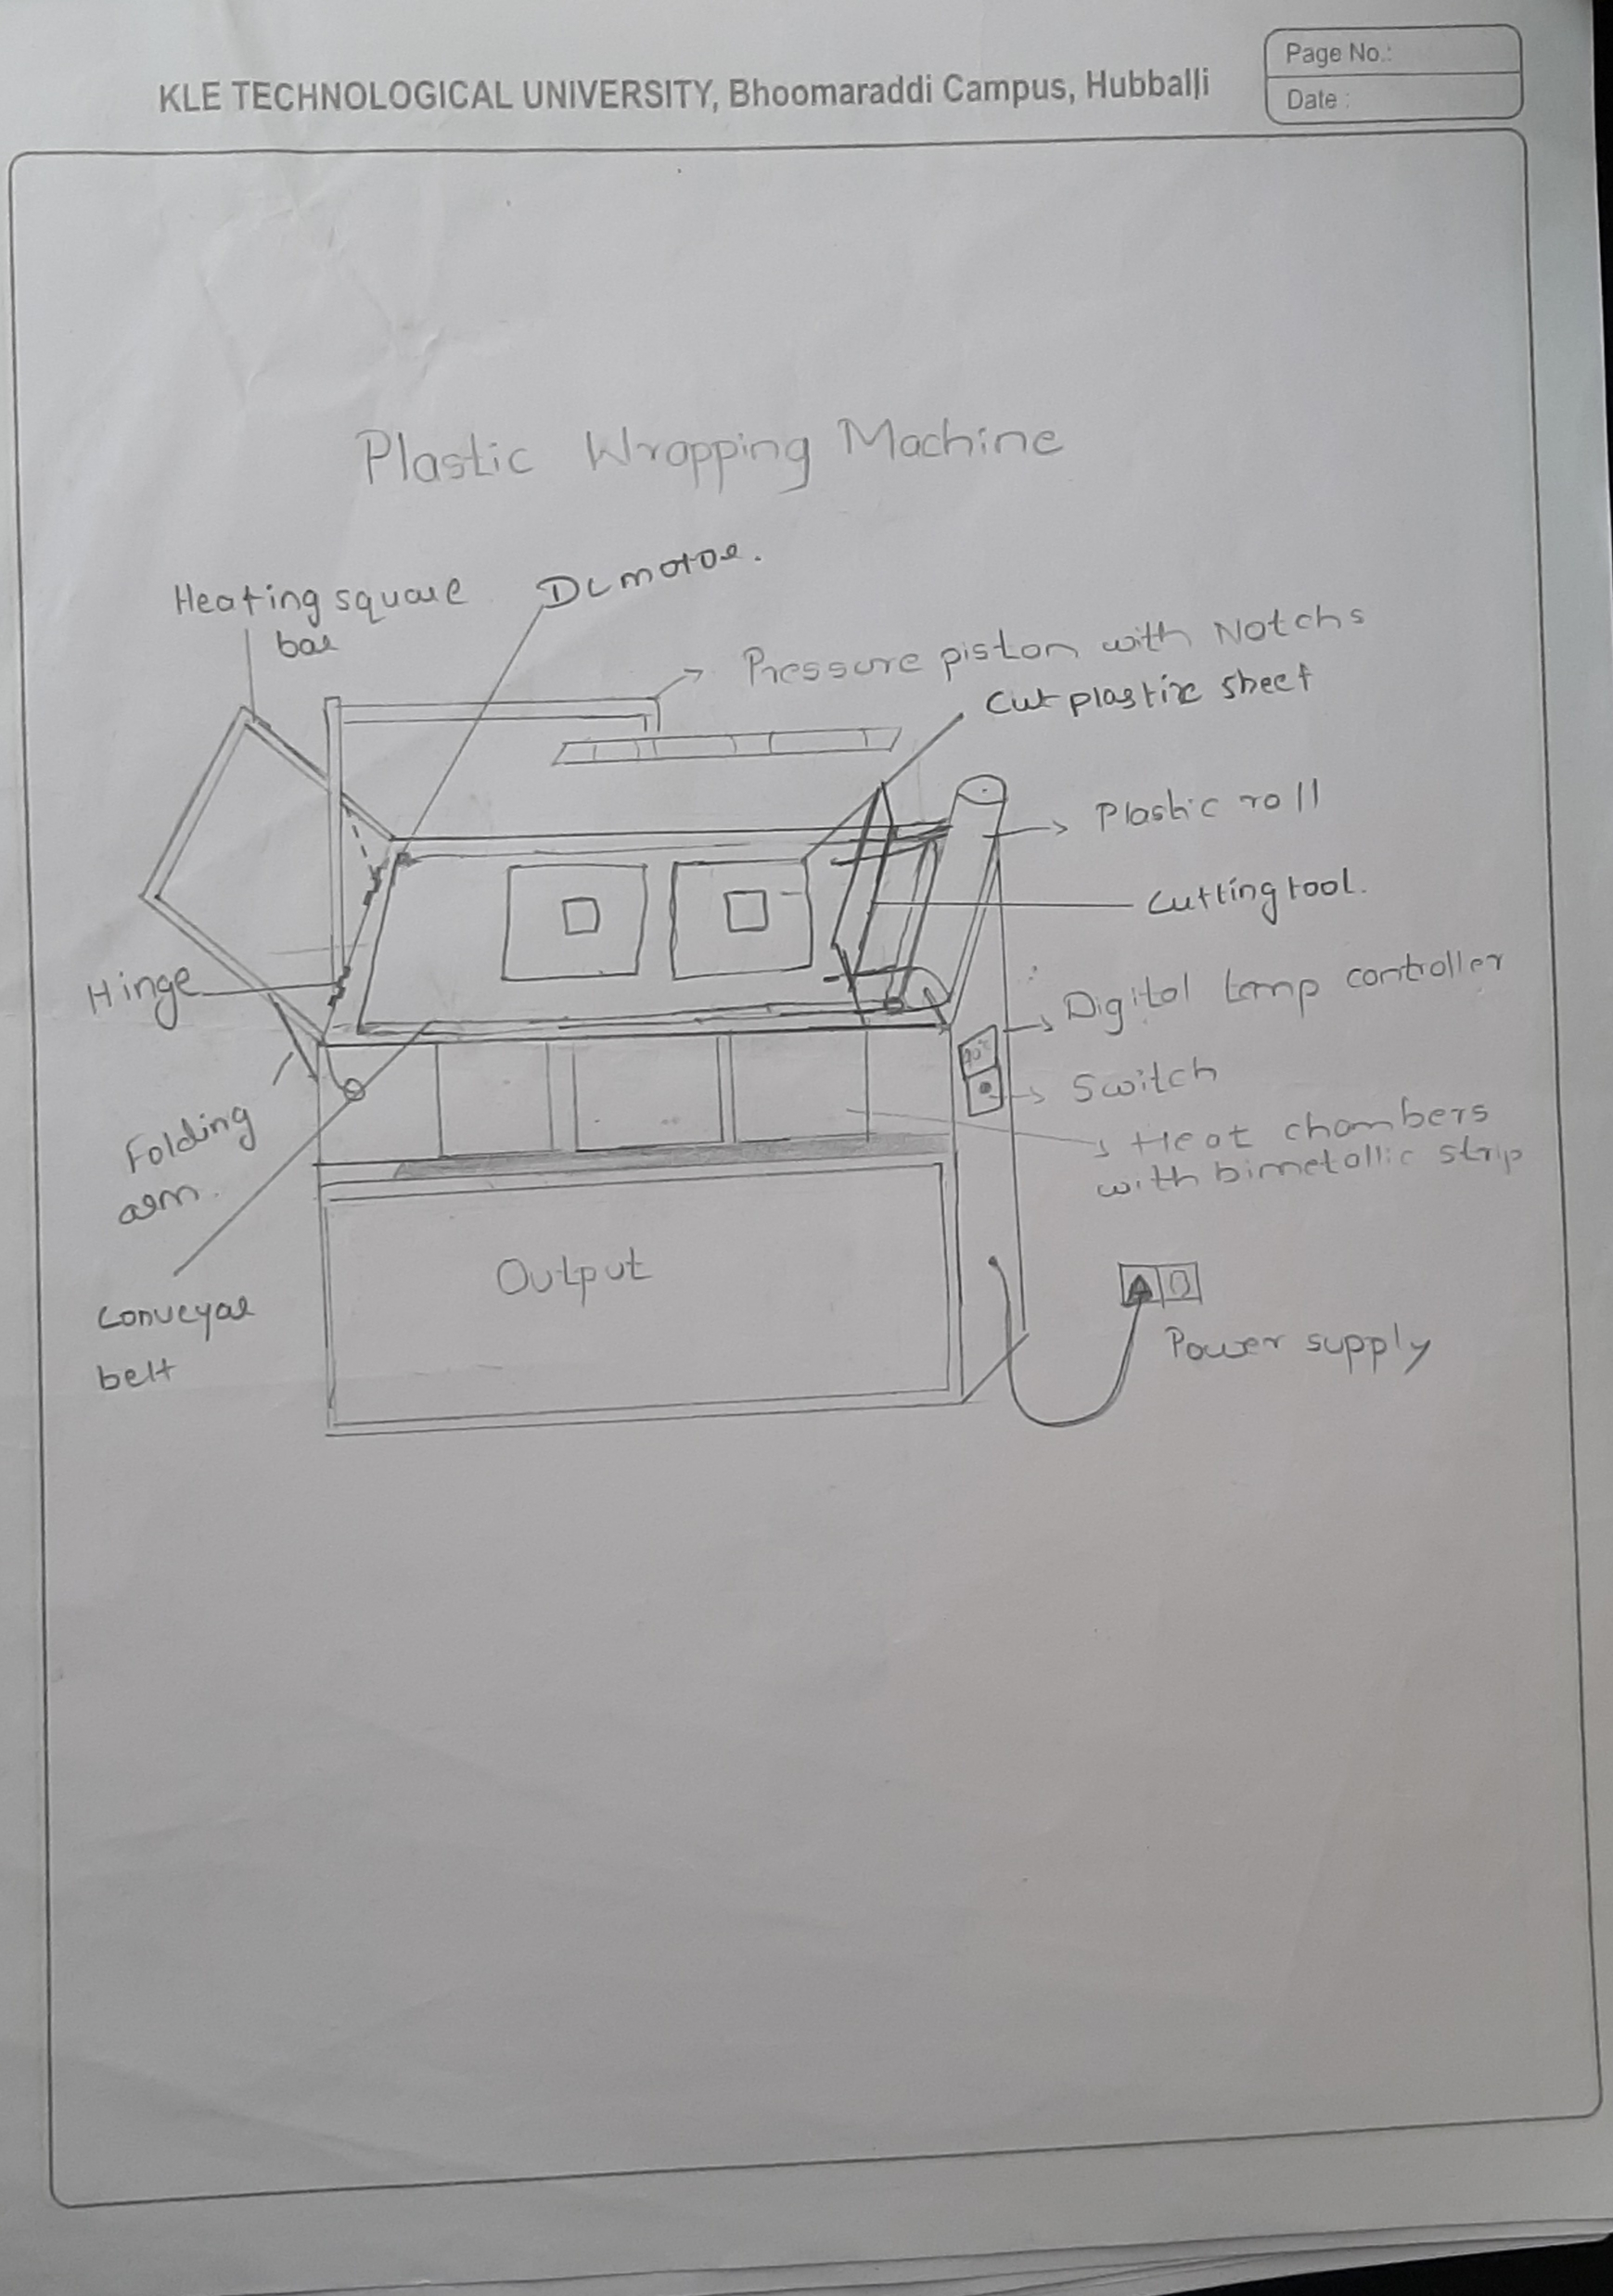 KLE TECHNOLOGICAL UNIVERSITY, Bhoomaraddi Campus, Hubballi
Page No.:
Date :
Plastic Wrapping Machine
Heating square
bar
DC motor.
Pressure piston with Notchs
Cut plastic sheet
Plastic roll
Cutting tool.
Hinge
Digital temp controller
Switch
Heat chambers
with bimetallic strip
Folding
arm.
Conveyar
belt
Output
Power supply